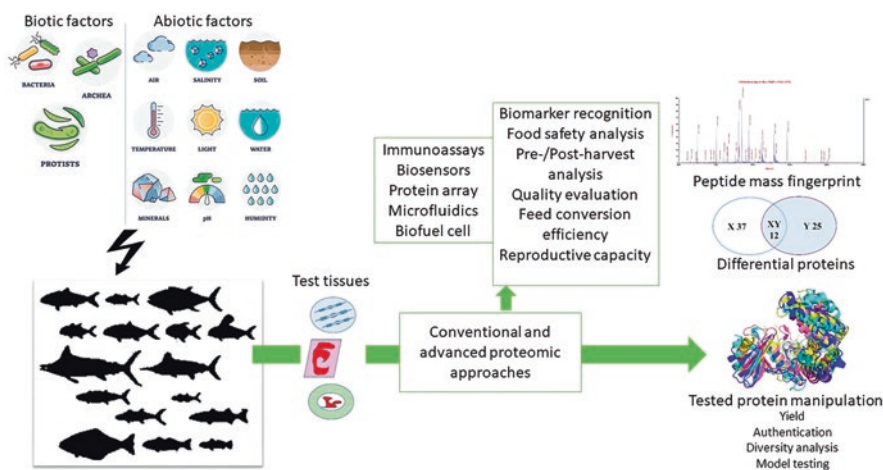 Biotic factors
Abiotic factors
BACTERIA
ARCHEA
PROTISTS
AIR
SALINITY
SOIL
TEMPERATURE
LIGHT
WATER
MINERALS
pH
HUMIDITY
Test tissues
Immunoassays
Biosensors
Protein array
Microfluidics
Biofuel cell
Biomarker recognition
Food safety analysis
Pre-/Post-harvest
analysis
Quality evaluation
Feed conversion
efficiency
Reproductive capacity
Conventional and
advanced proteomic
approaches
Peptide mass fingerprint
X 37
XY
12
Y 25
Differential proteins
Tested protein manipulation
Yield
Authentication
Diversity analysis
Model testing